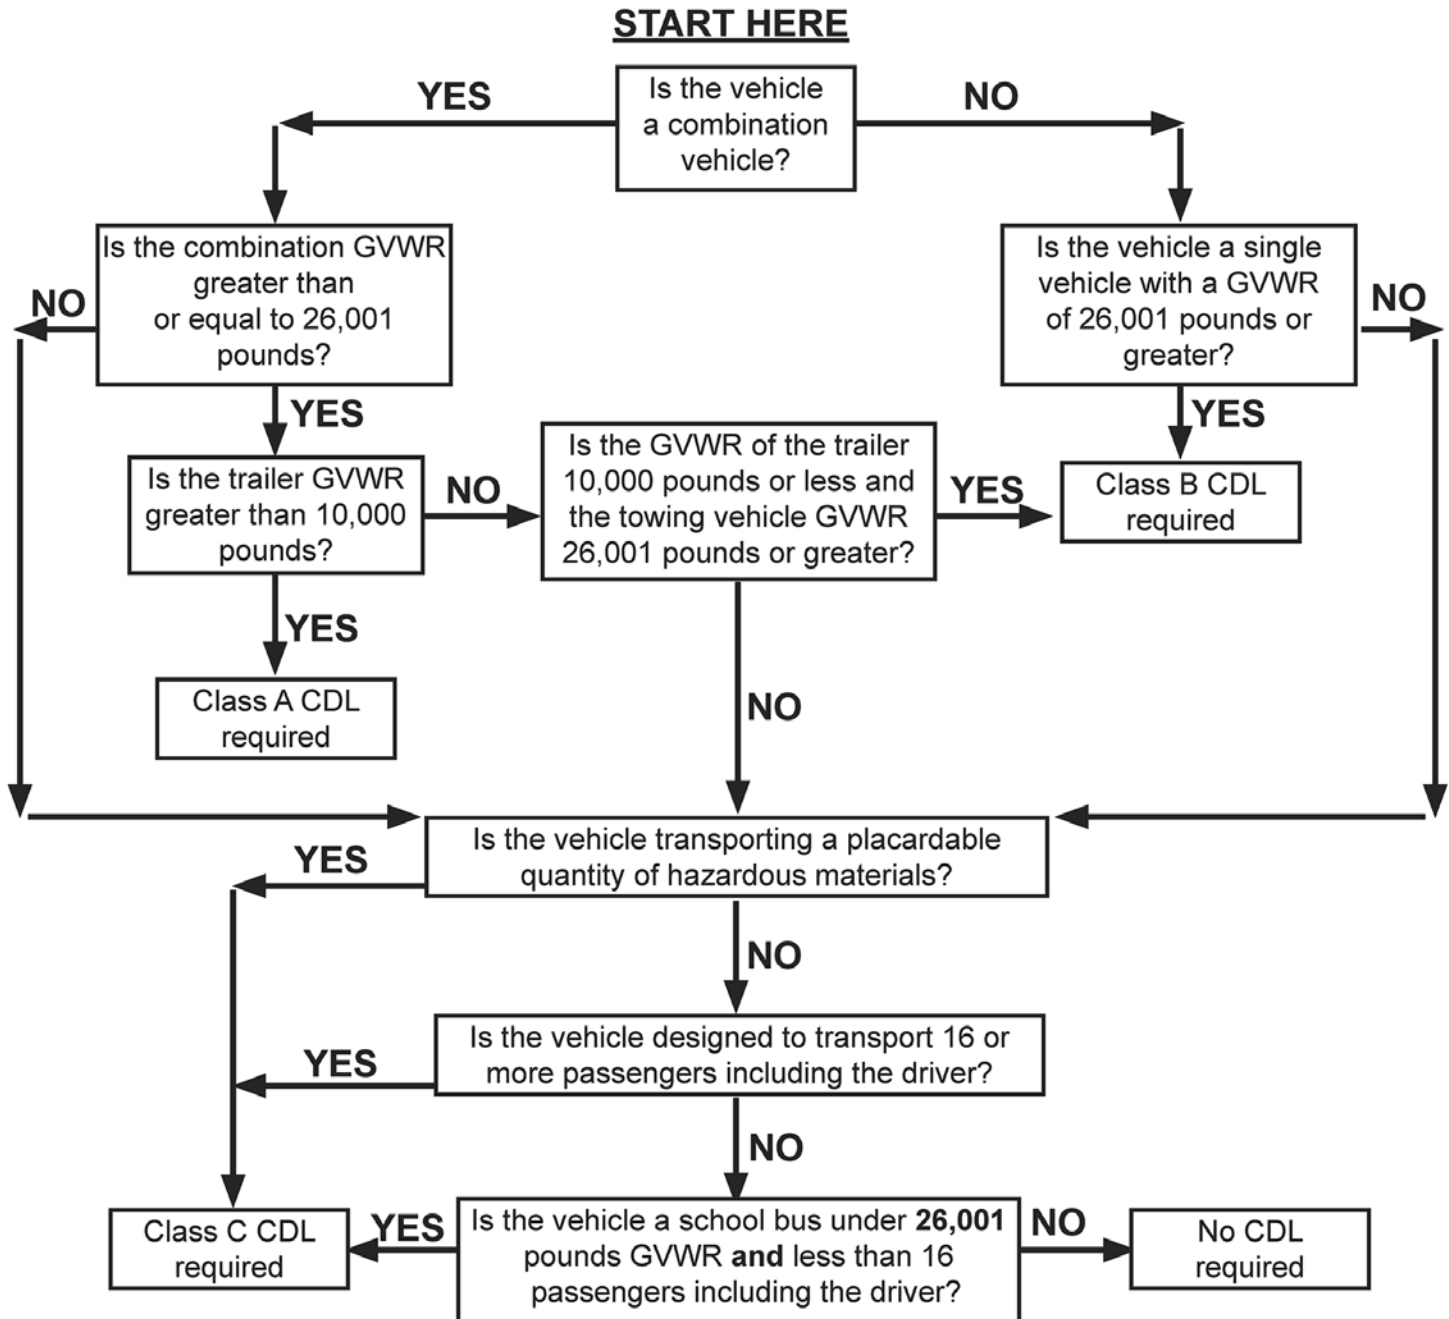 START HERE
YES
Is the vehicle
a combination
vehicle?
NO
Is the combination GVWR
greater than
or equal to 26,001
pounds?
NO
Is the vehicle a single
vehicle with a GVWR
of 26,001 pounds or
greater?
NO
YES
YES
Is the trailer GVWR
greater than 10,000
pounds?
NO
Is the GVWR of the trailer
10,000 pounds or less and
the towing vehicle GVWR
26,001 pounds or greater?
YES
Class B CDL
required
YES
Class A CDL
required
NO
Is the vehicle transporting a placardable
quantity of hazardous materials?
YES
NO
Is the vehicle designed to transport 16 or
more passengers including the driver?
YES
NO
Class C CDL
required
YES
Is the vehicle a school bus under 26,001
pounds GVWR and less than 16
passengers including the driver?
NO
No CDL
required